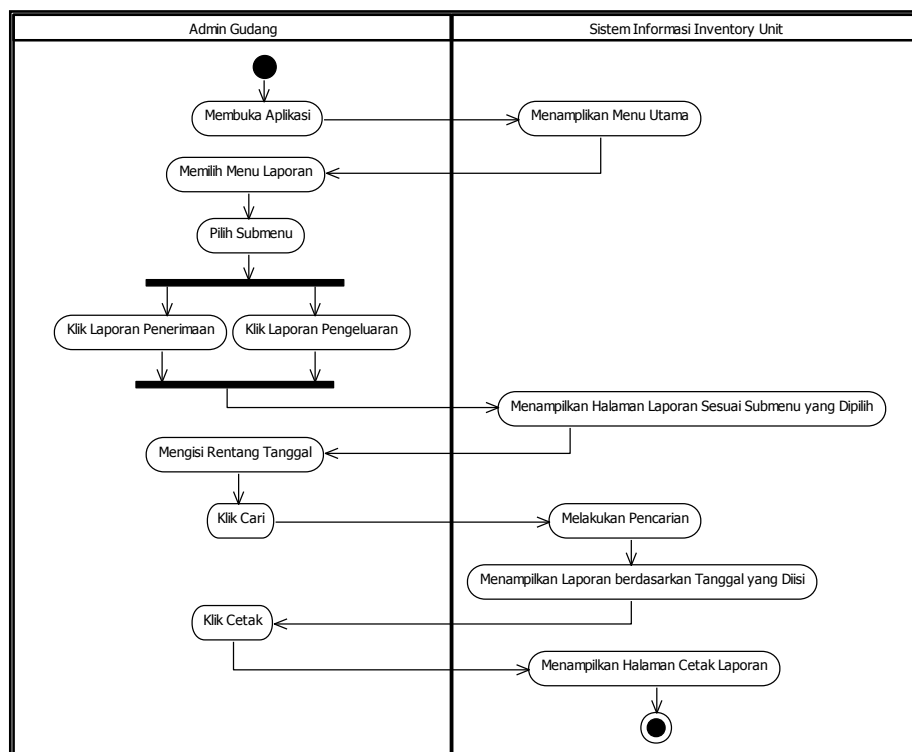 Admin Gudang
Sistem Informasi Inventory Unit
Membuka Aplikasi
Menamplikan Menu Utama
Memilih Menu Laporan
Pilih Submenu
Klik Laporan Penerimaan
Klik Laporan Pengeluaran
Menampilkan Halaman Laporan Sesuai Submenu yang Dipilih
Mengisi Rentang Tanggal
Klik Cari
Melakukan Pencarian
Menampilkan Laporan berdasarkan Tanggal yang Diisi
Klik Cetak
Menampilkan Halaman Cetak Laporan